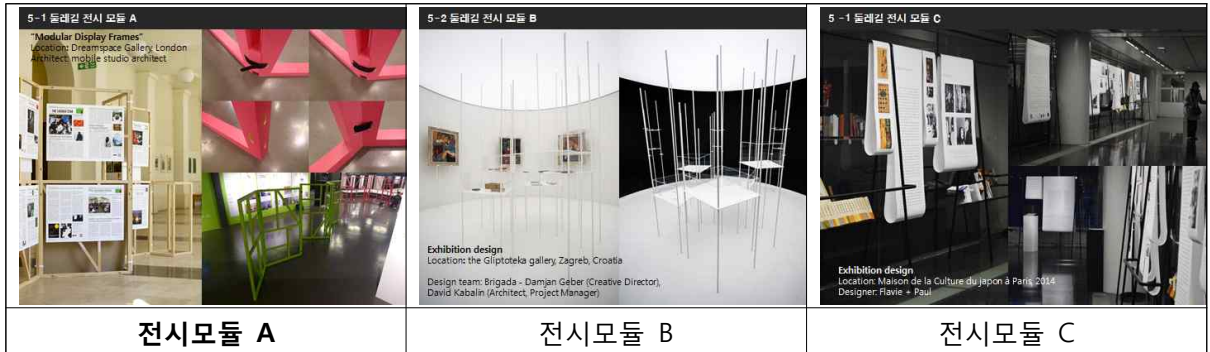 5-1 둘레길 전시 모듈 A
"Modular Display Frames"
Location: Dreamspace Gallery, London
Architect: mobile studio architect
5-2 둘레길 전시 모듈 B
Exhibition design
Location: the Gliptoteka gallery, Zagreb, Croatia
Design team: Brigada - Damjan Geber (Creative Director),
David Kabalin (Architect, Project Manager)
5 -1 둘레길 전시 모듈 C
Exhibition design
Location: Maison de la Culture du japon à Paris, 2014
Designer: Flavie + Paul
전시모듈 A
전시모듈 B
전시모듈 C